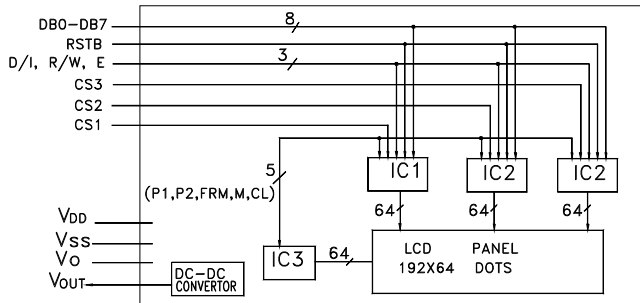 DB0-DB7 8
RSTB
D/I, R/W, E 3
CS3
CS2
CS1
IC1 IC2 IC2
5
(P1,P2,FRM,M,CL)
64 64 64
VDD
VSS
VO
VOUT
DC-DC
CONVERTOR
IC3
64
LCD PANEL
192X64 DOTS